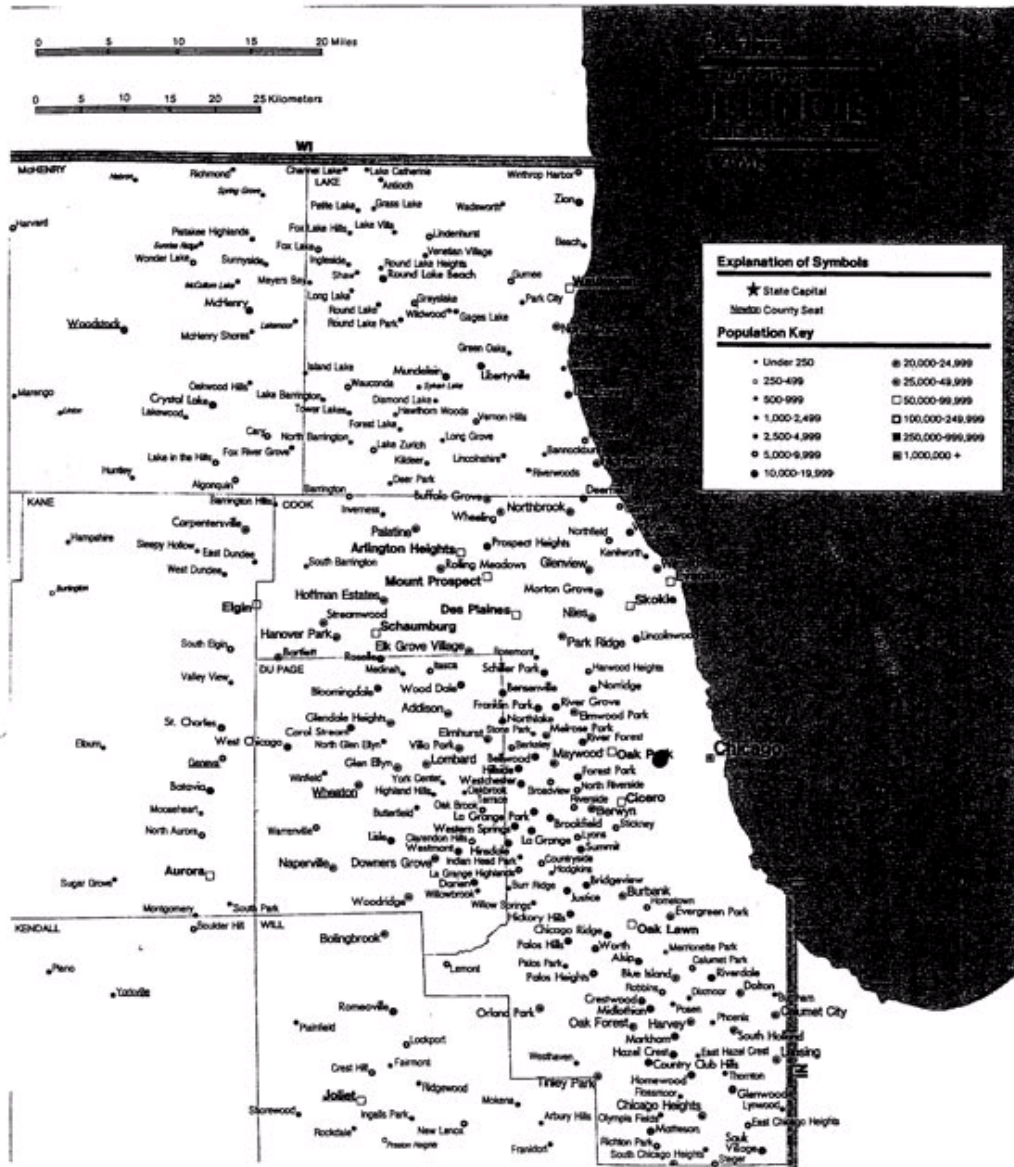 0 5 10 15 20 Miles
0 5 10 15 20 25 Kilometers
WI
McHENRY
Richmond
Channel Lake
Lake Catherine
Winthrop Harbor
LAKE
Antioch
Spring Grove
Petite Lake
Grass Lake
Wadsworth
Zion
Harvard
Pistakee Highlands
Fox Lake Hills
Lake Villa
Lindenhurst
Beach
Sunrise Ridge
Fox Lake
Venetian Village
Wonder Lake
Sunnyside
Ingleside
Round Lake Heights
Shaw
Round Lake Beach
Gurnee
McCullom Lake
Meyers Bay
Long Lake
Grayslake
Park City
McHenry
Round Lake
Wildwood
Gages Lake
Woodstock
Lakemoor
Round Lake Park
McHenry Shores
Green Oaks
Island Lake
Mundelein
Libertyville
Marengo
Oakwood Hills
Wauconda
Sylvan Lake
Union
Crystal Lake
Lake Barrington
Diamond Lake
Lakewood
Tower Lakes
Hawthorn Woods
Vernon Hills
Forest Lake
Cary
North Barrington
Long Grove
Lake in the Hills
Fox River Grove
Lake Zurich
Bannockburn
Kildeer
Lincolnshire
Huntley
Riverwoods
Algonquin
Deer Park
Explanation of Symbols
State Capital
Newton County Seat
Population Key
Under 250
20,000-24,999
250-499
25,000-49,999
500-999
50,000-99,999
1,000-2,499
100,000-249,999
2,500-4,999
250,000-999,999
5,000-9,999
1,000,000 +
10,000-19,999
KANE
Barrington Hills
Barrington
Buffalo Grove
COOK
Inverness
Wheeling
Northbrook
Carpentersville
Palatine
Northfield
Hampshire
Sleepy Hollow
Arlington Heights
Prospect Heights
Kenilworth
East Dundee
South Barrington
Rolling Meadows
Glenview
West Dundee
Mount Prospect
Burlington
Hoffman Estates
Morton Grove
Skokie
Elgin
Streamwood
Des Plaines
Niles
Schaumburg
Hanover Park
Park Ridge
Lincolnwood
South Elgin
Elk Grove Village
Bartlett
Roselle
Rosemont
DU PAGE
Medinah
Itasca
Schiller Park
Harwood Heights
Valley View
Bloomingdale
Wood Dale
Bensenville
Norridge
Franklin Park
River Grove
St. Charles
Glendale Heights
Addison
Northlake
Elmwood Park
Carol Stream
Stone Park
Melrose Park
Elburn
West Chicago
North Glen Ellyn
Elmhurst
River Forest
Villa Park
Berkeley
Maywood
Oak Park
Chicago
Geneva
Glen Ellyn
Lombard
Bellwood
Hillside
Winfield
York Center
Westchester
Forest Park
Batavia
Wheaton
Highland Hills
Oakbrook Terrace
Broadview
North Riverside
Oak Brook
Riverside
Cicero
Mooseheart
Butterfield
La Grange Park
Berwyn
North Aurora
Warrenville
Western Springs
Brookfield
Stickney
Lisle
Clarendon Hills
La Grange
Lyons
Westmont
Hinsdale
Summit
Naperville
Downers Grove
Indian Head Park
Countryside
Aurora
La Grange Highlands
Hodgkins
Sugar Grove
Darien
Burr Ridge
Bridgeview
Willowbrook
Justice
Burbank
Montgomery
South Park
Woodridge
Willow Springs
Hometown
Hickory Hills
Evergreen Park
KENDALL
Boulder Hill
WILL
Bolingbrook
Chicago Ridge
Oak Lawn
Palos Hills
Worth
Merrionette Park
Plano
Lemont
Palos Park
Alsip
Calumet Park
Yorkville
Palos Heights
Blue Island
Riverdale
Robbins
Dixmoor
Dolton
Romeoville
Orland Park
Crestwood
Posen
Burnham
Midlothian
Calumet City
Plainfield
Oak Forest
Harvey
Phoenix
Lockport
Markham
South Holland
Westhaven
Hazel Crest
East Hazel Crest
Lansing
Crest Hill
Fairmont
Country Club Hills
IN
Ridgewood
Tinley Park
Homewood
Thornton
Joliet
Flossmoor
Glenwood
Shorewood
Mokena
Chicago Heights
Lynwood
Ingalls Park
Arbury Hills
Olympia Fields
East Chicago Heights
Rockdale
New Lenox
Matteson
Preston Heights
Frankfort
Richton Park
Sauk Village
South Chicago Heights
Steger